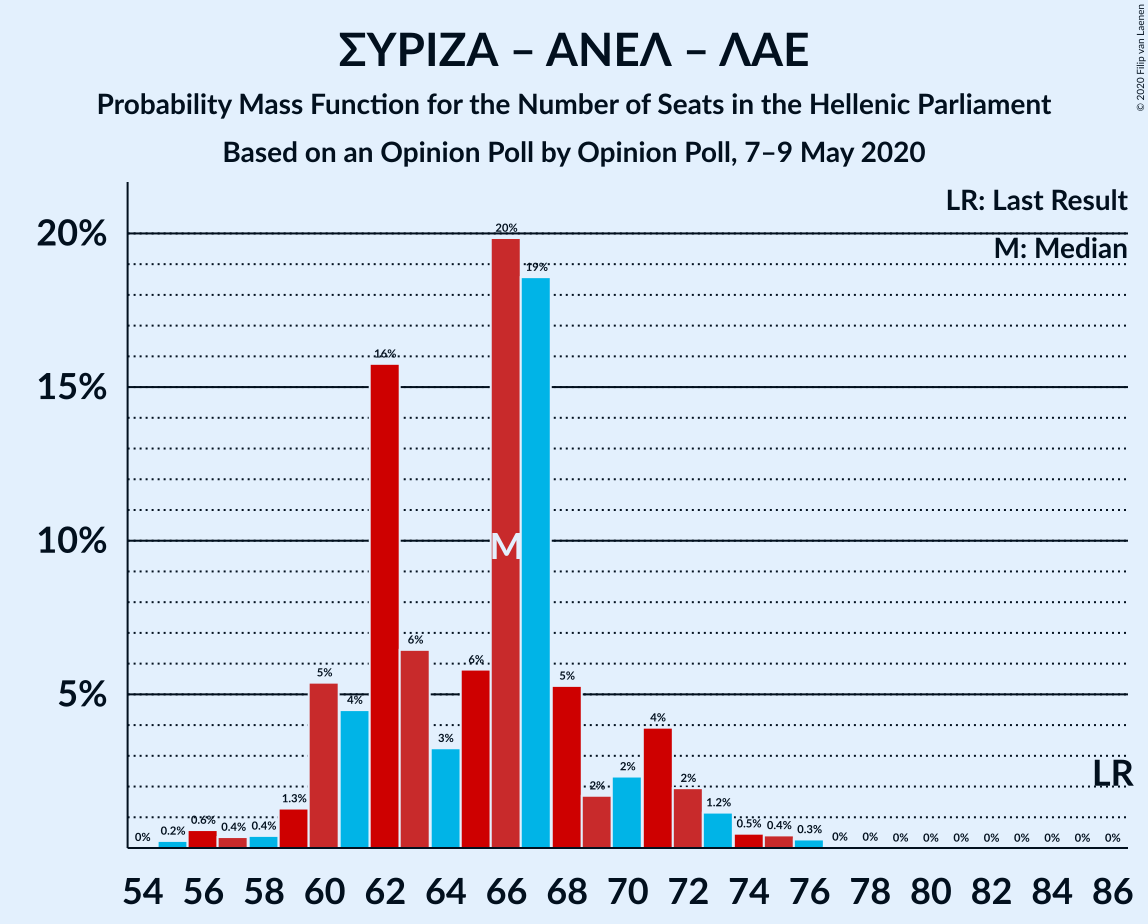 ΣΥΡΙΖΑ – ΑΝΕΛ – ΛΑΕ
Probability Mass Function for the Number of Seats in the Hellenic Parliament
Based on an Opinion Poll by Opinion Poll, 7–9 May 2020
© 2020 Filip van Laenen
LR: Last Result
M: Median
20%
15%
10%
5%
0% 0.2% 0.6% 0.4% 0.4% 1.3% 5% 4% 16% 6% 3% 6% 20% 19% 5% 2% 2% 4% 2% 1.2% 0.5% 0.4% 0.3% 0% 0% 0% 0% 0% 0% 0% 0% 0% 0%
M
LR
54 56 58 60 62 64 66 68 70 72 74 76 78 80 82 84 86